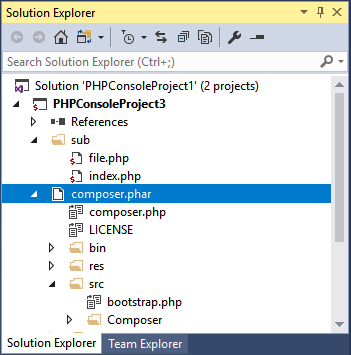 Solution Explorer
Search Solution Explorer (Ctrl+;)
Solution 'PHPConsoleProject1' (2 projects)
PHPConsoleProject3
References
sub
file.php
index.php
composer.phar
composer.php
LICENSE
bin
res
src
bootstrap.php
Composer
Solution Explorer Team Explorer